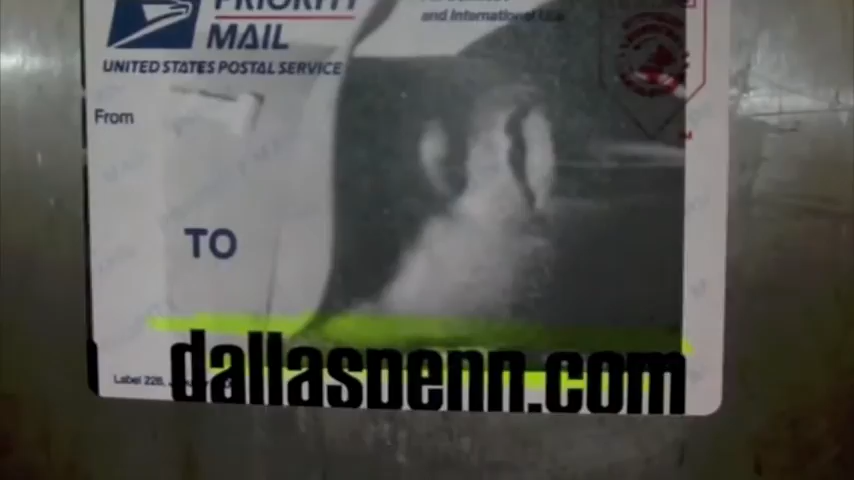 PRIORITY
MAIL
UNITED STATES POSTAL SERVICE
and International Use
From
TO
Label 228,
dallaspenn.com